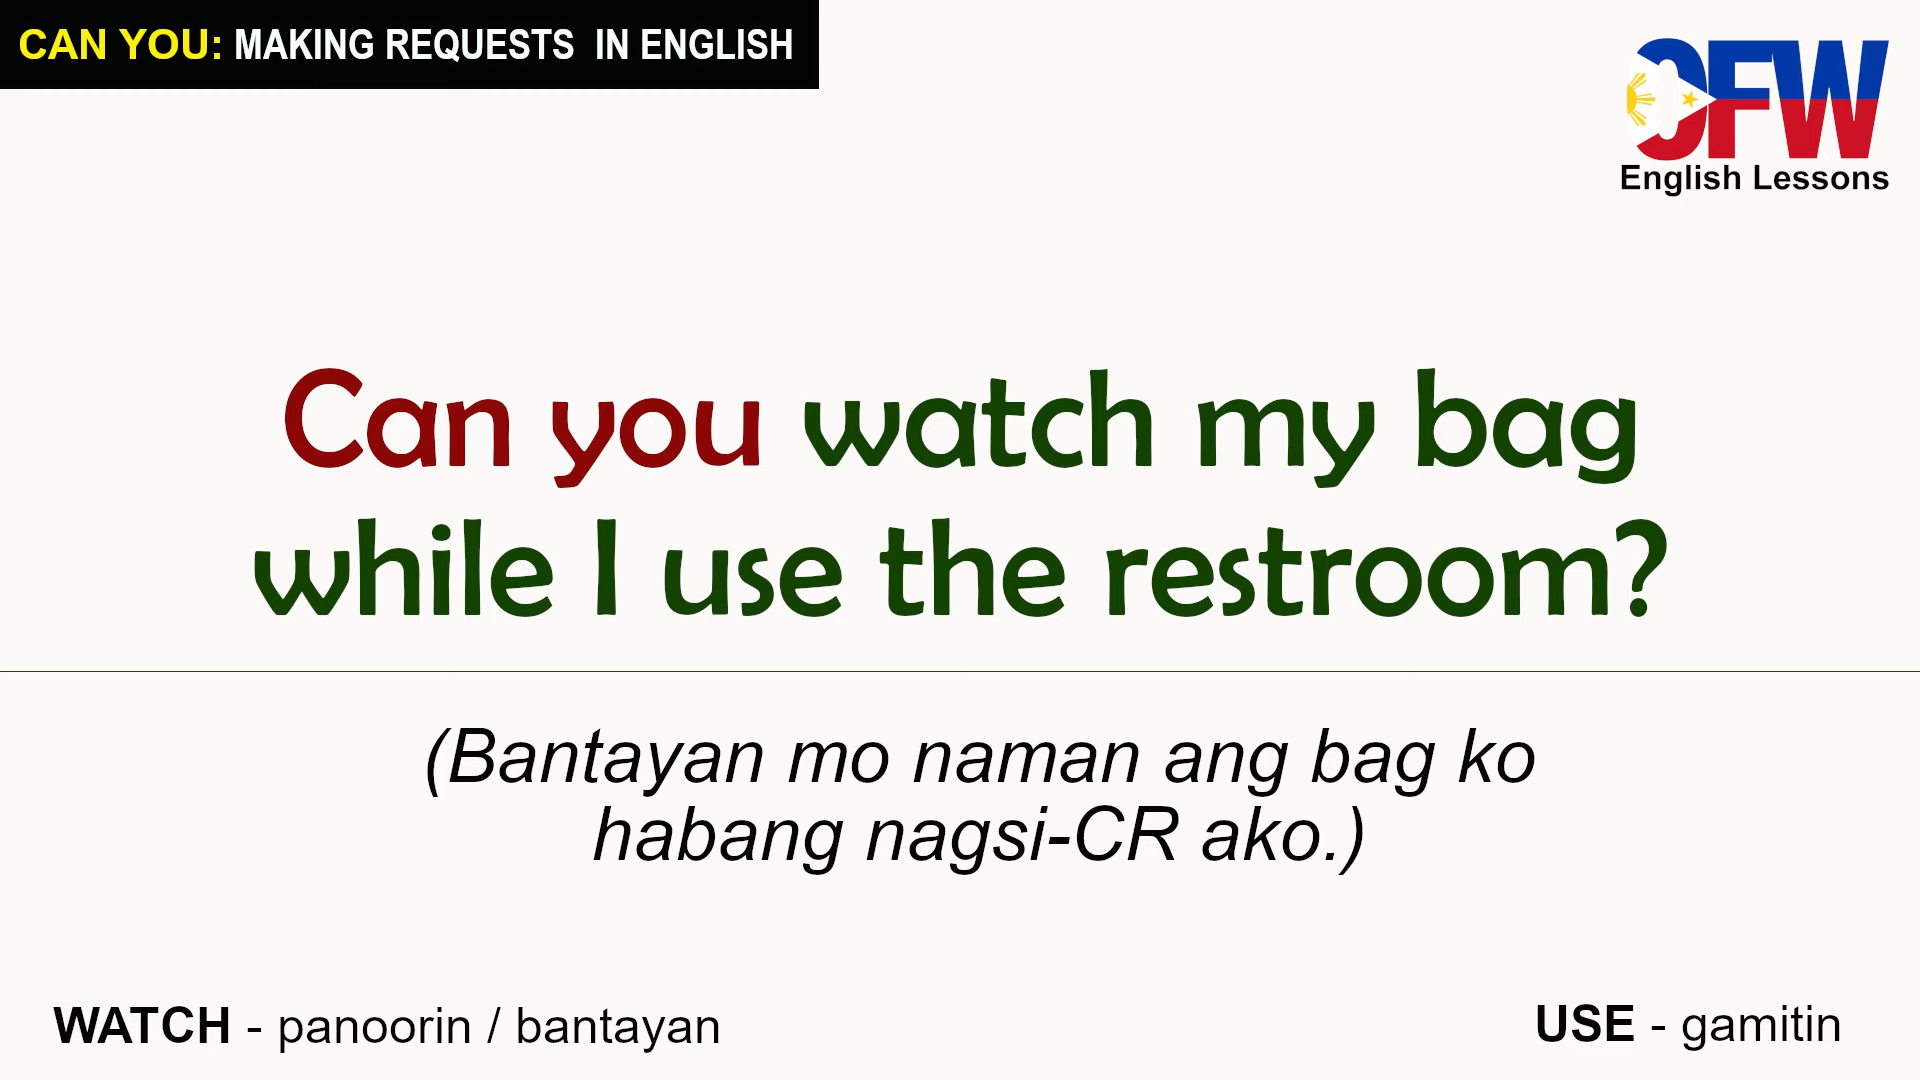 CAN YOU: MAKING REQUESTS IN ENGLISH
OFW
English Lessons
Can you watch my bag
while I use the restroom?
(Bantayan mo naman ang bag ko
habang nagsi-CR ako.)
WATCH - panoorin / bantayan
USE - gamitin